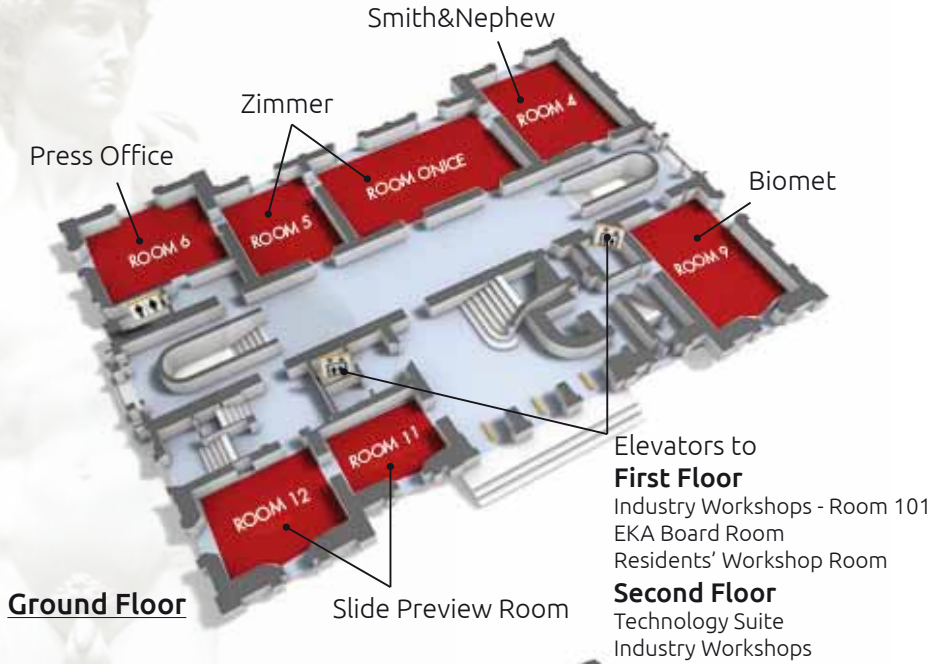 Smith&Nephew
Zimmer
Press Office
Biomet
ROOM 4
ROOM ONICE
ROOM 5
ROOM 6
ROOM 9
ROOM 11
ROOM 12
Elevators to
First Floor
Industry Workshops - Room 101
EKA Board Room
Residents’ Workshop Room
Second Floor
Technology Suite
Industry Workshops
Ground Floor
Slide Preview Room